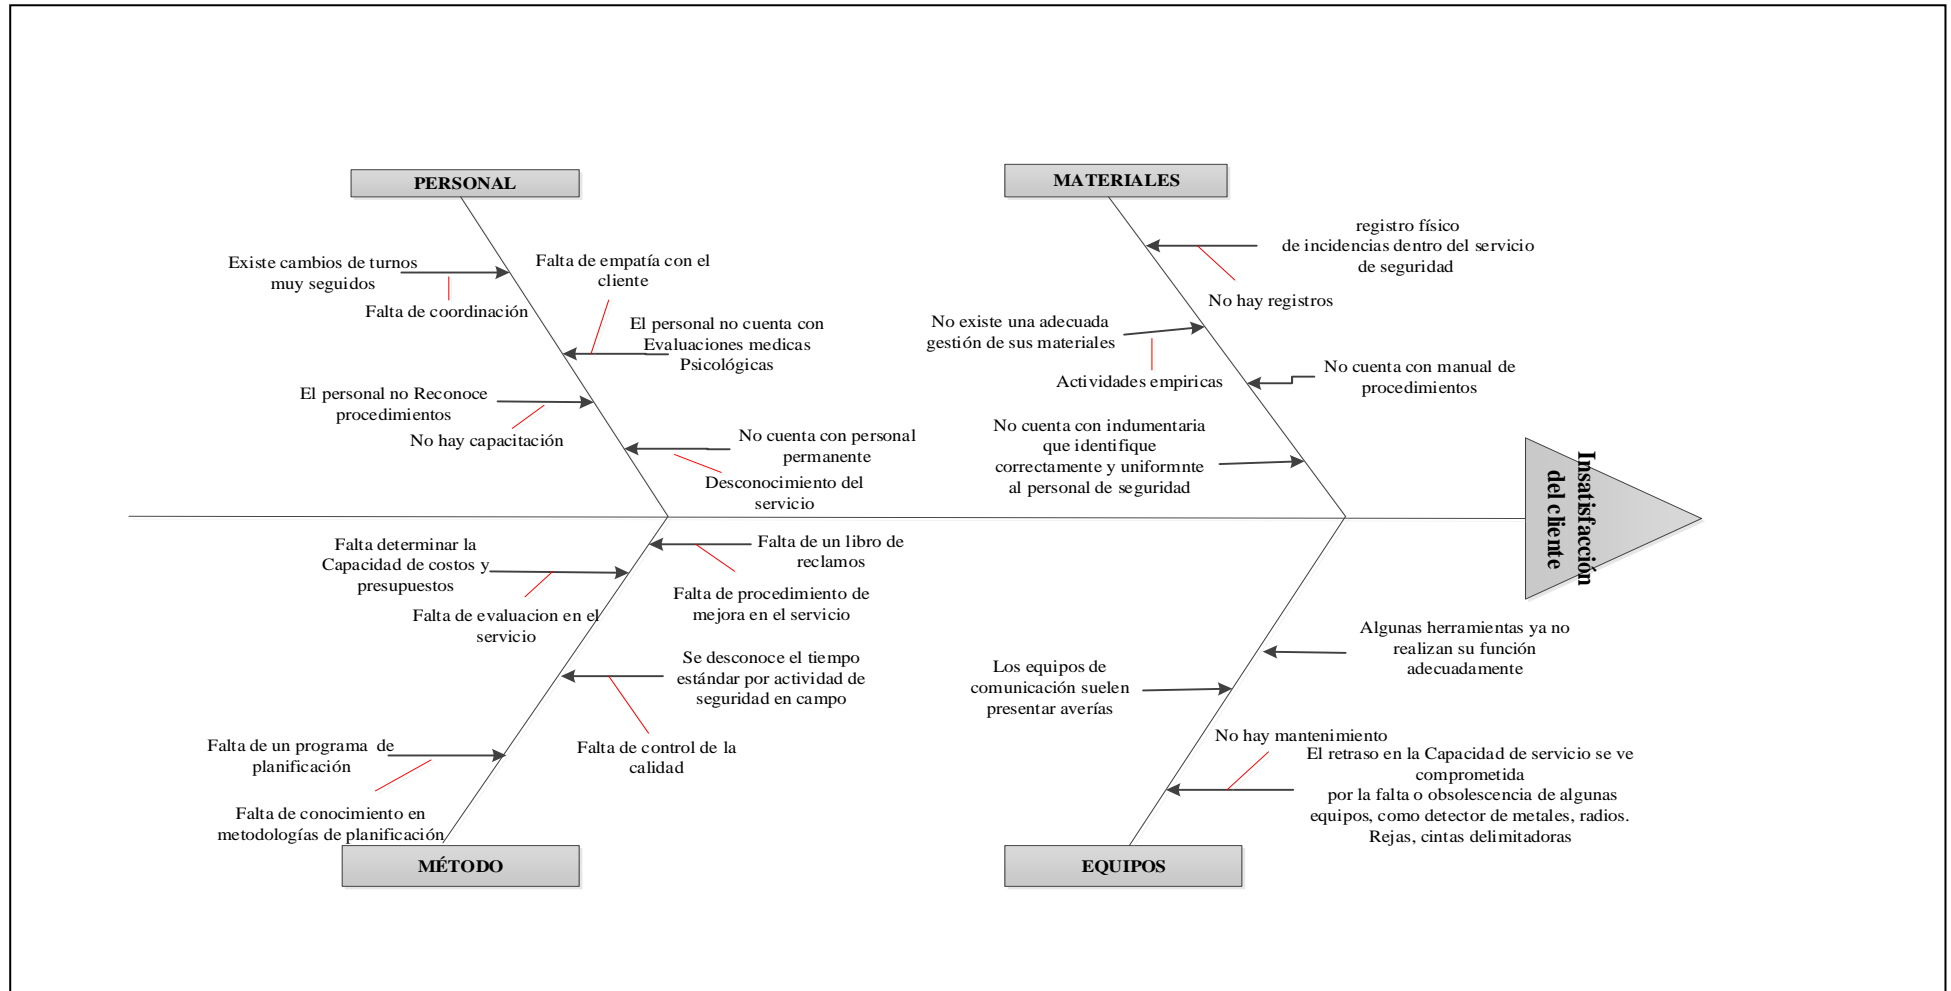 PERSONAL
MATERIALES
Existe cambios de turnos
muy seguidos
Falta de coordinación
Falta de empatía con el
cliente
El personal no cuenta con
Evaluaciones medicas
Psicológicas
El personal no Reconoce
procedimientos
No hay capacitación
No cuenta con personal
permanente
Desconocimiento del
servicio
registro físico
de incidencias dentro del servicio
de seguridad
No hay registros
No existe una adecuada
gestión de sus materiales
Actividades empiricas
No cuenta con manual de
procedimientos
No cuenta con indumentaria
que identifique
correctamente y uniformnte
al personal de seguridad
Insatisfacción
del cliente
Falta determinar la
Capacidad de costos y
presupuestos
Falta de evaluacion en el
servicio
Falta de un libro de
reclamos
Falta de procedimiento de
mejora en el servicio
Se desconoce el tiempo
estándar por actividad de
seguridad en campo
Falta de control de la
calidad
Falta de un programa de
planificación
Falta de conocimiento en
metodologías de planificación
Algunas herramientas ya no
realizan su función
adecuadamente
Los equipos de
comunicación suelen
presentar averías
No hay mantenimiento
El retraso en la Capacidad de servicio se ve
comprometida
por la falta o obsolescencia de algunas
equipos, como detector de metales, radios.
Rejas, cintas delimitadoras
MÉTODO
EQUIPOS